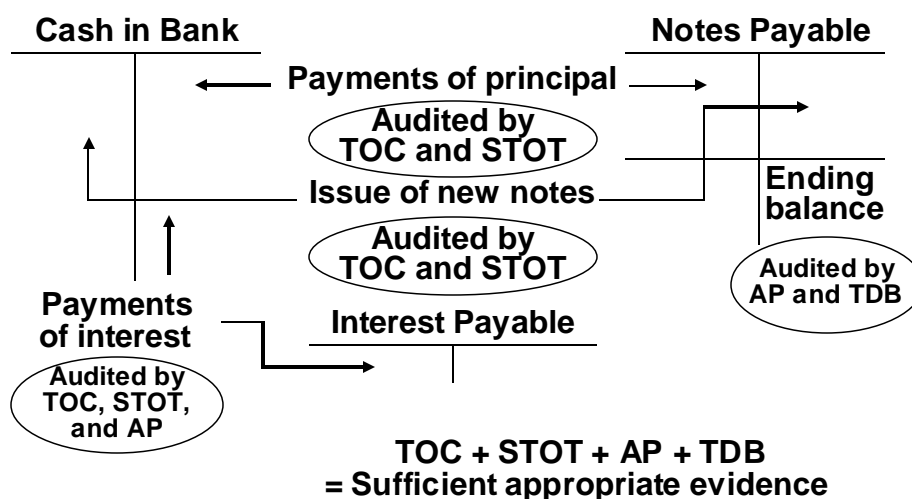 Cash in Bank
Notes Payable
Payments of principal
Audited by
TOC and STOT
Issue of new notes
Ending
balance
Audited by
TOC and STOT
Audited by
AP and TDB
Payments
of interest
Interest Payable
Audited by
TOC, STOT,
and AP
TOC + STOT + AP + TDB
= Sufficient appropriate evidence